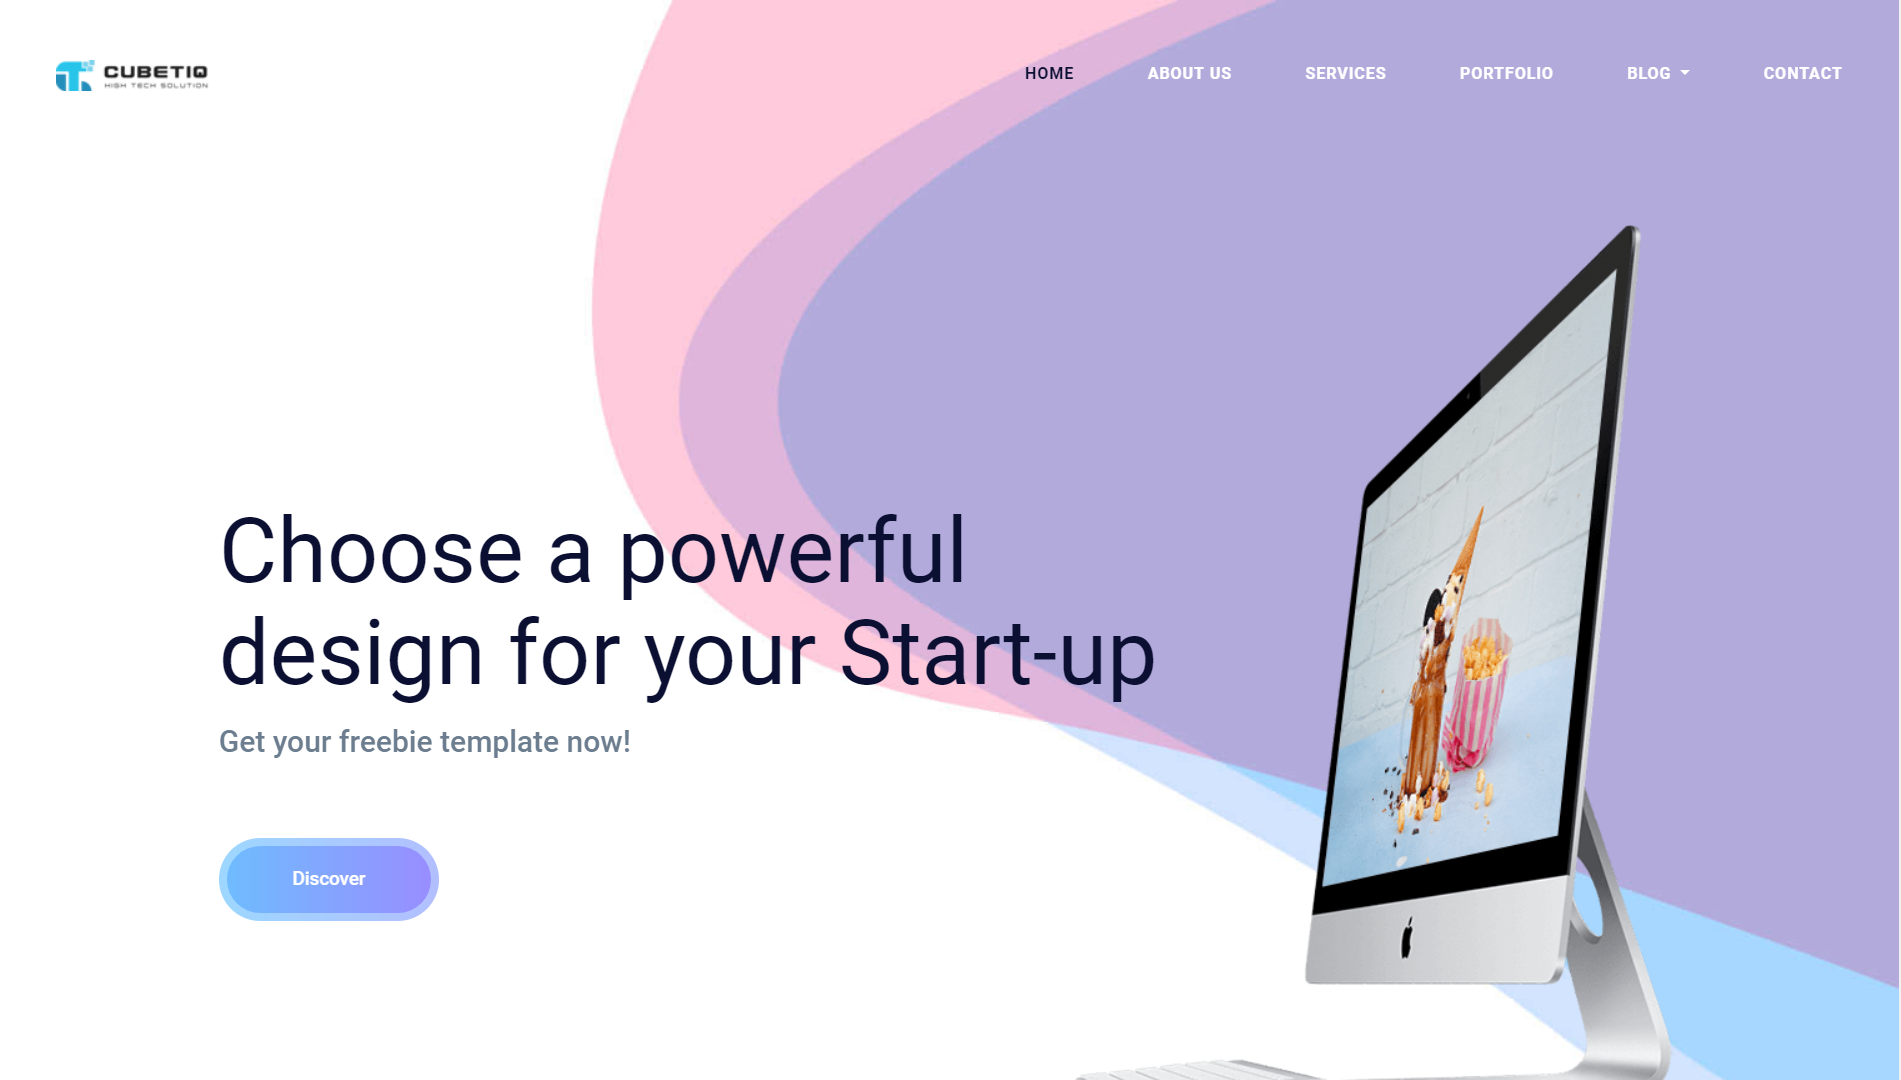 CUBETIQ
HIGH TECH SOLUTION
HOME
ABOUT US
SERVICES
PORTFOLIO
BLOG
CONTACT
Choose a powerful
design for your Start-up
Get your freebie template now!
Discover